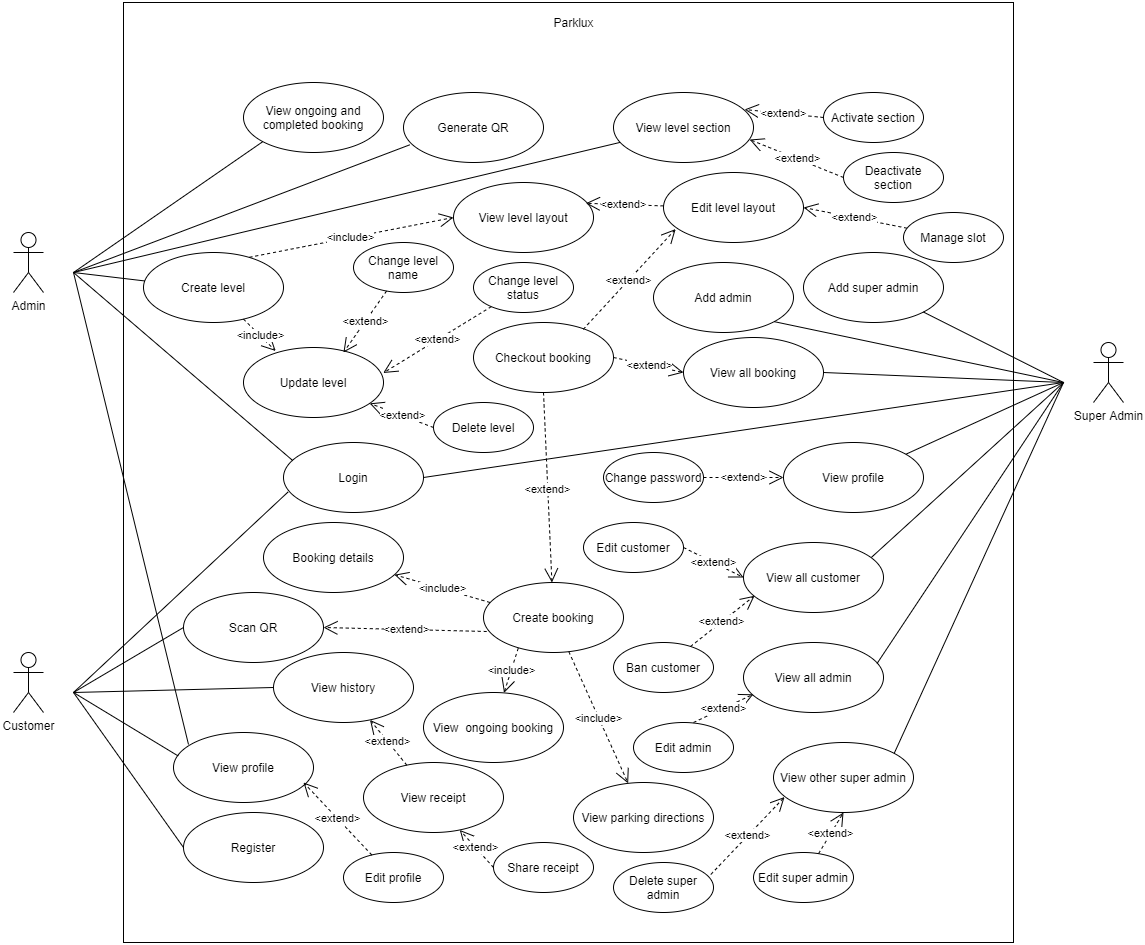 Parklux
View ongoing and
completed booking
Generate QR
View level section
<extend>
Activate section
<extend>
Deactivate
section
View level layout
<extend>
Edit level layout
<extend>
Manage slot
Admin
<include>
Create level
Change level
name
Change level
status
<extend>
Add admin
Add super admin
<include>
<extend>
<extend>
Checkout booking
<extend>
View all booking
Update level
<extend>
Delete level
Super Admin
Login
<extend>
Change password
<extend>
View profile
Booking details
<include>
Edit customer
<extend>
View all customer
Scan QR
<extend>
Create booking
<extend>
Customer
View history
<include>
Ban customer
View all admin
<extend>
View ongoing booking
<include>
<extend>
Edit admin
View profile
View receipt
View other super admin
<extend>
View parking directions
<extend>
<extend>
Register
<extend>
Edit profile
Share receipt
Delete super
admin
Edit super admin